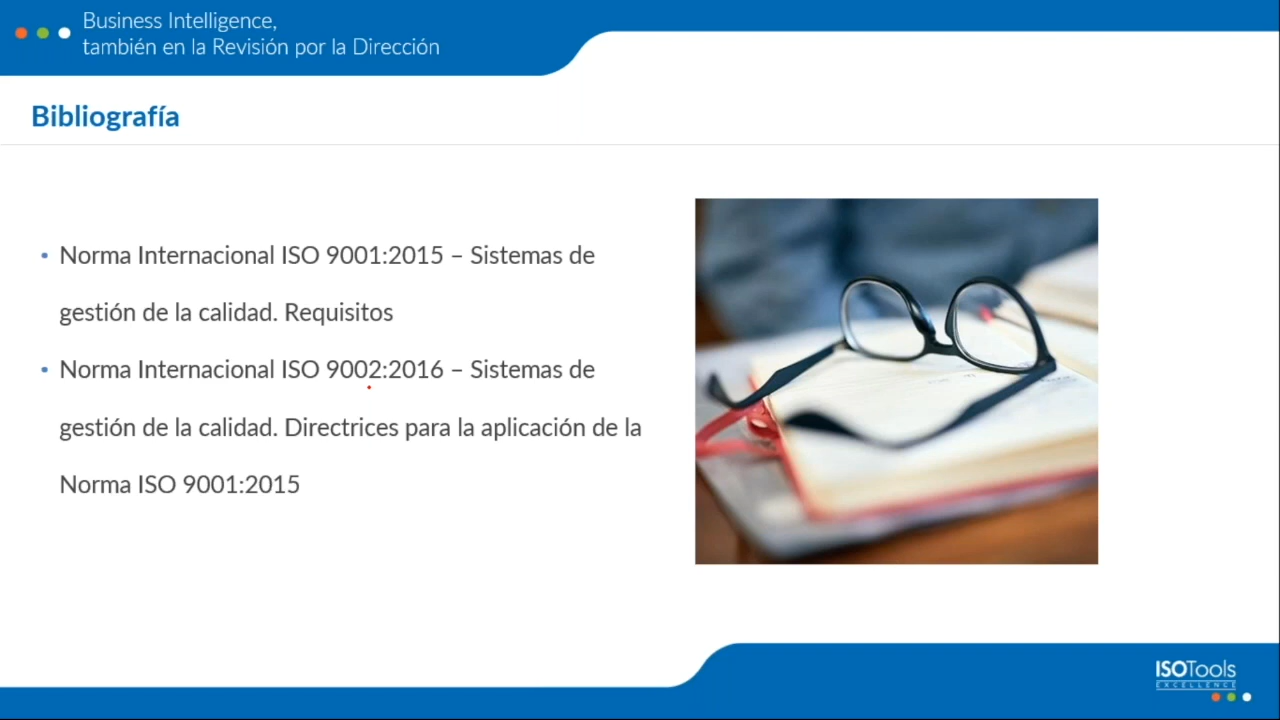 Business Intelligence,
también en la Revisión por la Dirección
Bibliografía
• Norma Internacional ISO 9001:2015 – Sistemas de
gestión de la calidad. Requisitos
• Norma Internacional ISO 9002:2016 – Sistemas de
gestión de la calidad. Directrices para la aplicación de la
Norma ISO 9001:2015
ISOTools
EXCELLENCE